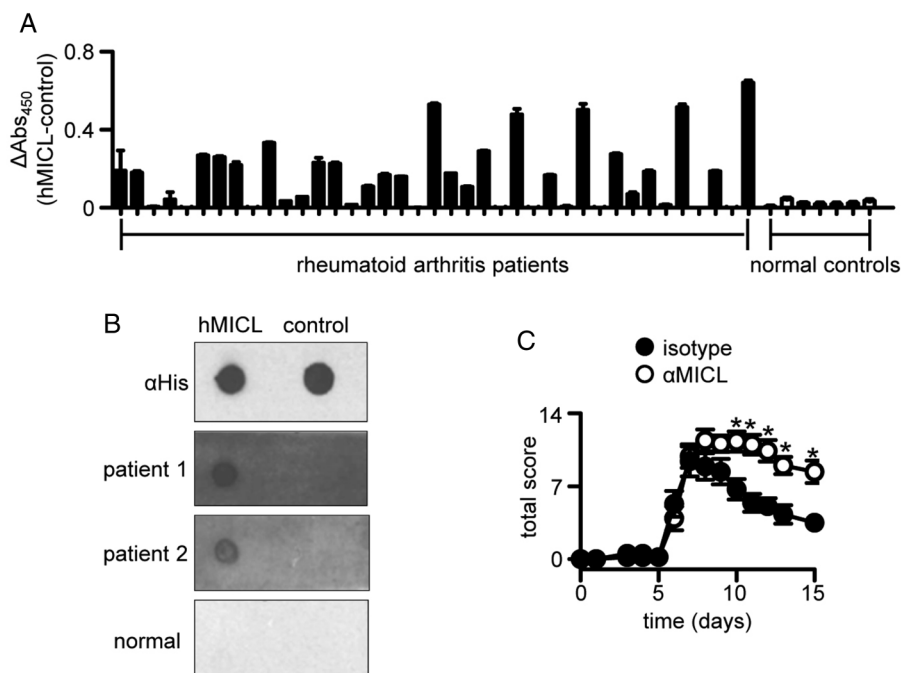 A
ΔAbs450
(hMICL-control)
0.8
0.4
0
rheumatoid arthritis patients
normal controls
B
hMICL control
αHis
patient 1
patient 2
normal
C
isotype
αMICL
total score
14
7
0
* * * * *
0 5 10 15
time (days)